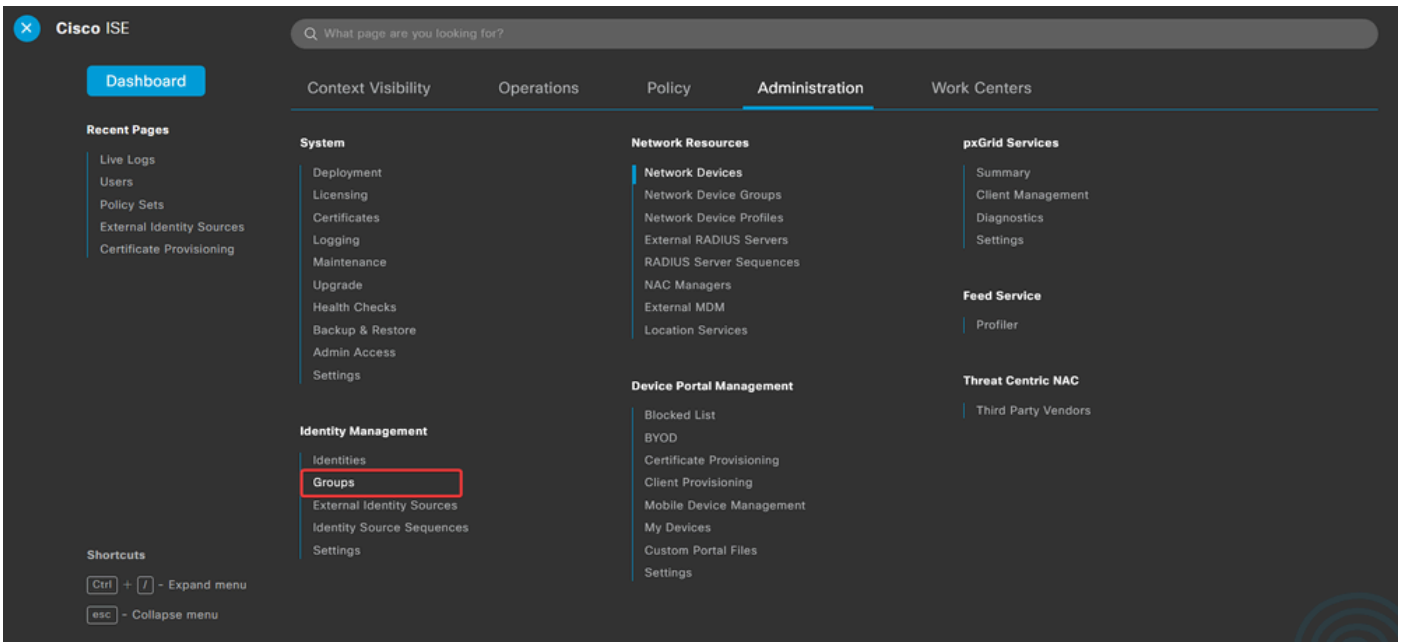 Cisco ISE
What page are you looking for?
Dashboard
Context Visibility
Operations
Policy
Administration
Work Centers
Recent Pages
Live Logs
Users
Policy Sets
External Identity Sources
Certificate Provisioning
System
Deployment
Licensing
Certificates
Logging
Maintenance
Upgrade
Health Checks
Backup & Restore
Admin Access
Settings
Identity Management
Identities
Groups
External Identity Sources
Identity Source Sequences
Settings
Network Resources
Network Devices
Network Device Groups
Network Device Profiles
External RADIUS Servers
RADIUS Server Sequences
NAC Managers
External MDM
Location Services
Device Portal Management
Blocked List
BYOD
Certificate Provisioning
Client Provisioning
Mobile Device Management
My Devices
Custom Portal Files
Settings
pxGrid Services
Summary
Client Management
Diagnostics
Settings
Feed Service
Profiler
Threat Centric NAC
Third Party Vendors
Shortcuts
Ctrl + / - Expand menu
esc - Collapse menu